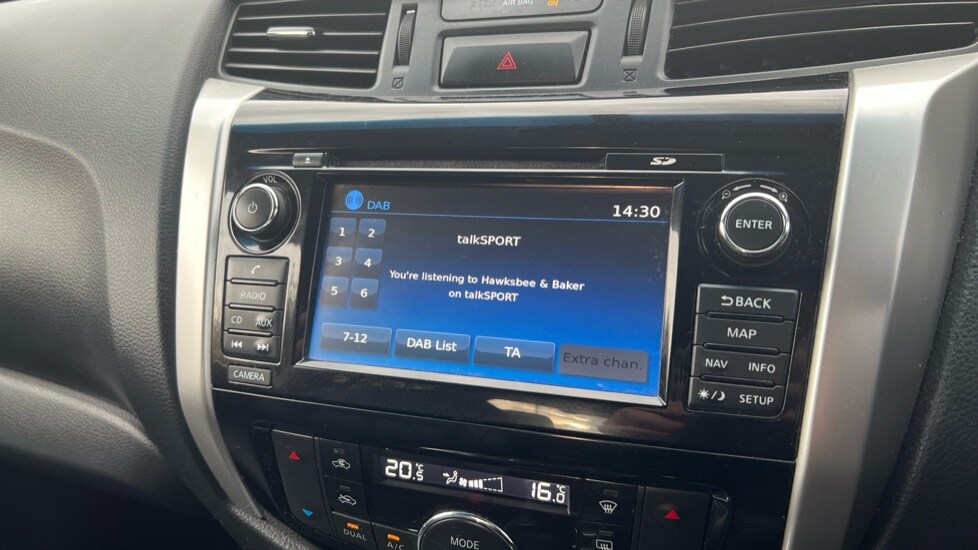 AIR BAG
VOL
DAB
14:30
1 2
talkSPORT
3 4
You're listening to Hawksbee & Baker
on talkSPORT
5 6
7-12
DAB List
TA
Extra chan.
RADIO
CD AUX
CAMERA
ENTER
BACK
MAP
NAV INFO
SETUP
20.5°C
16.0°C
DUAL
A/C
MODE